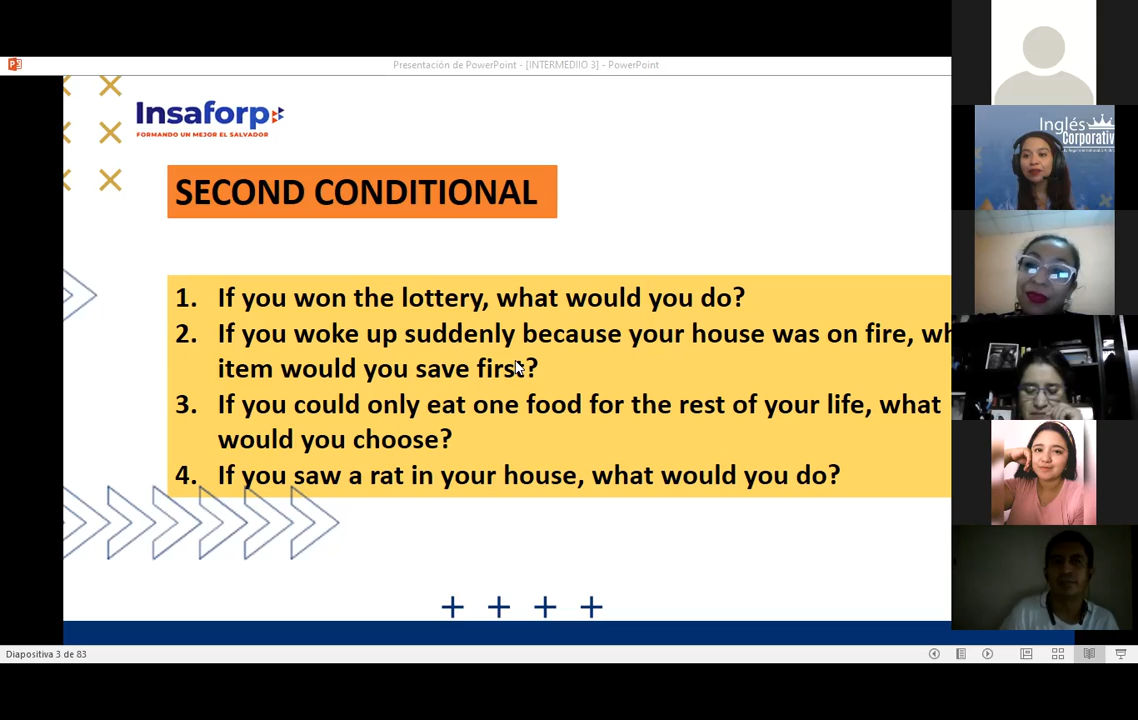 Presentación de PowerPoint - [INTERMEDIIO 3] - PowerPoint
Insaforp
FORMANDO UN MEJOR EL SALVADOR
SECOND CONDITIONAL
1. If you won the lottery, what would you do?
2. If you woke up suddenly because your house was on fire,
item would you save first?
3. If you could only eat one food for the rest of your life, what
would you choose?
4. If you saw a rat in your house, what would you do?
Inglés
Diapositiva 3 de 83